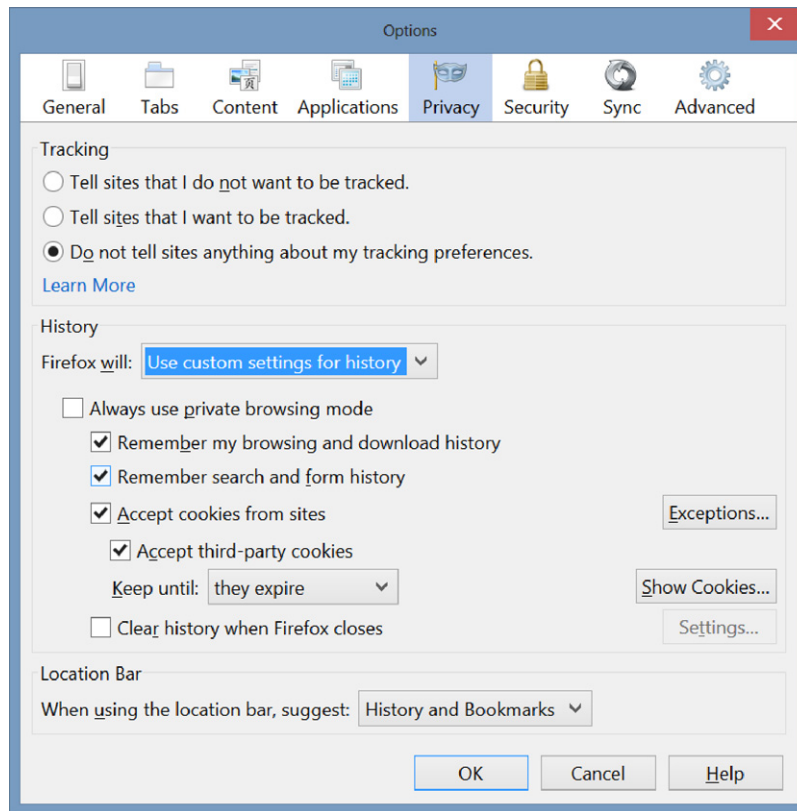 Options
General Tabs Content Applications Privacy Security Sync Advanced
Tracking
Tell sites that I do not want to be tracked.
Tell sites that I want to be tracked.
Do not tell sites anything about my tracking preferences.
Learn More
History
Firefox will: Use custom settings for history
Always use private browsing mode
Remember my browsing and download history
Remember search and form history
Accept cookies from sites Exceptions...
Accept third-party cookies
Keep until: they expire Show Cookies...
Clear history when Firefox closes Settings...
Location Bar
When using the location bar, suggest: History and Bookmarks
OK Cancel Help